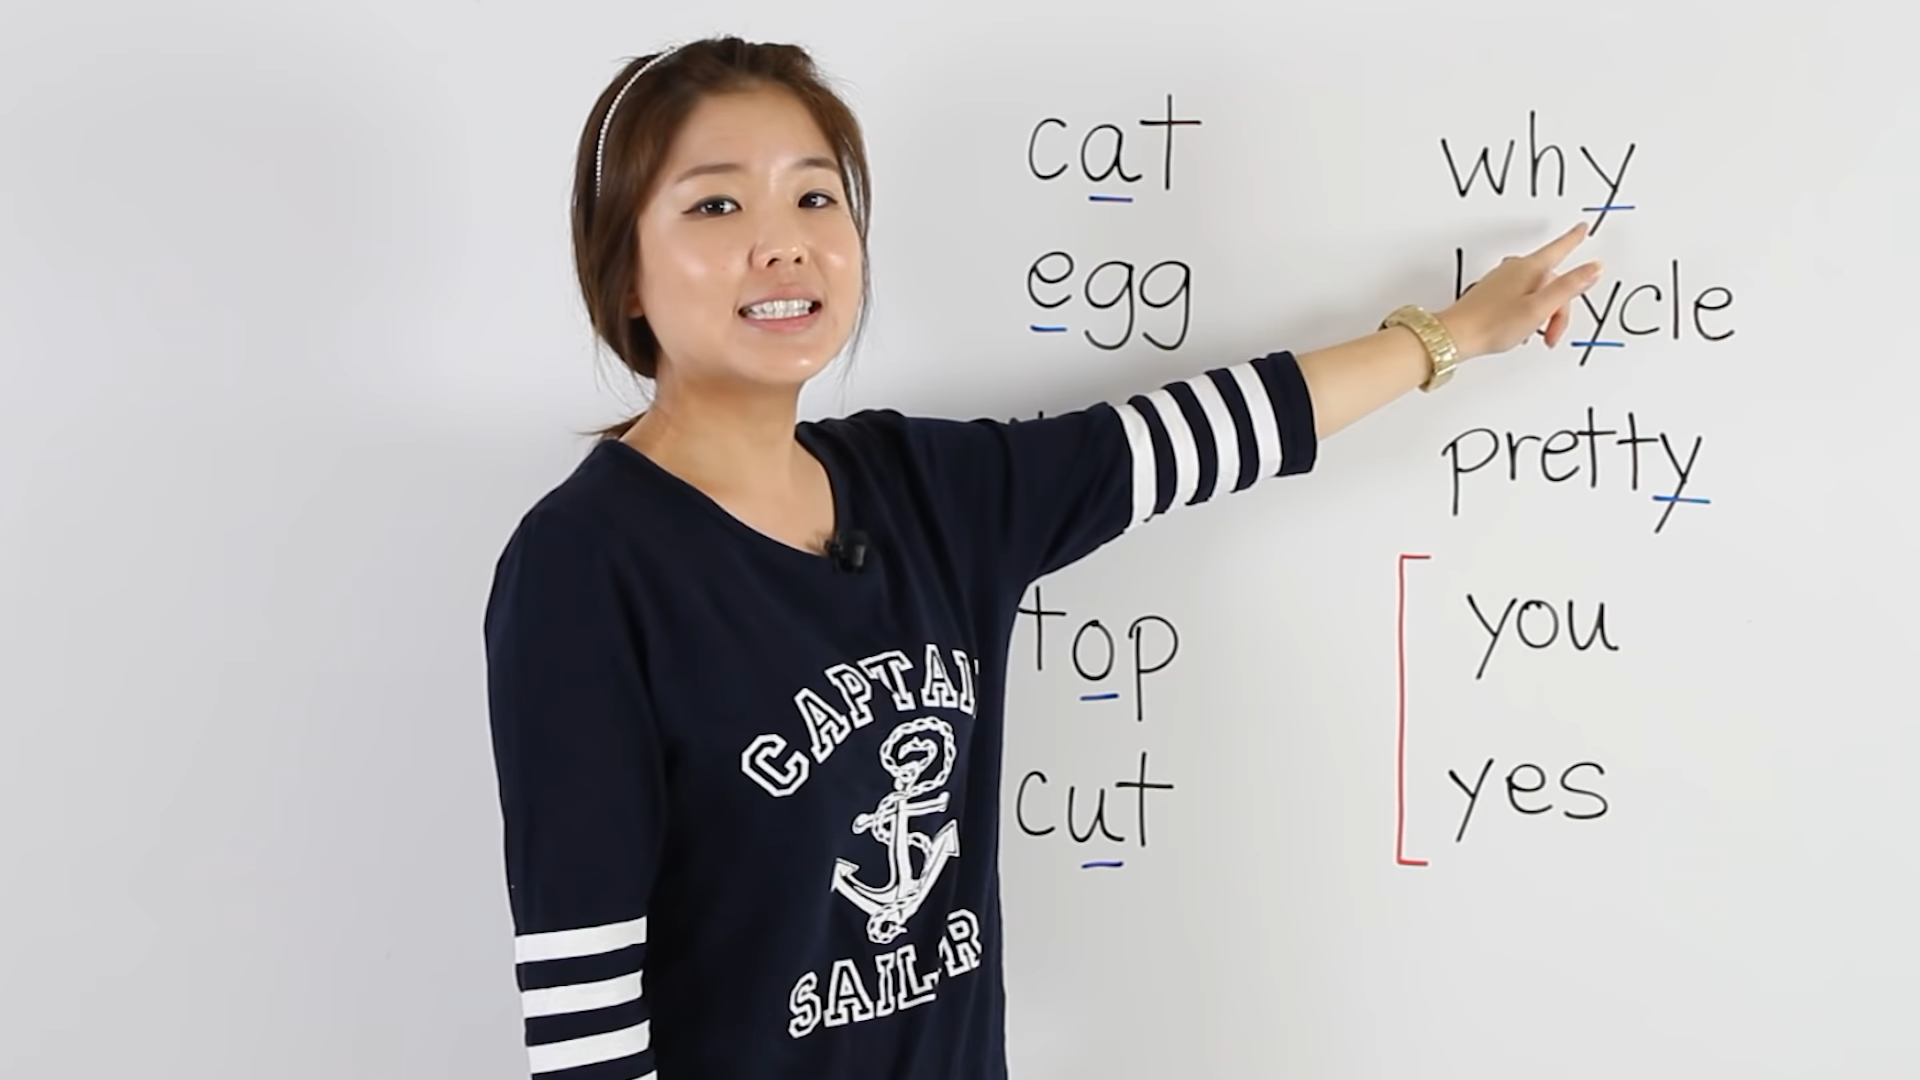 cat
egg
top
cut
why
pretty
you
yes
CAPTAIN
SAILOR